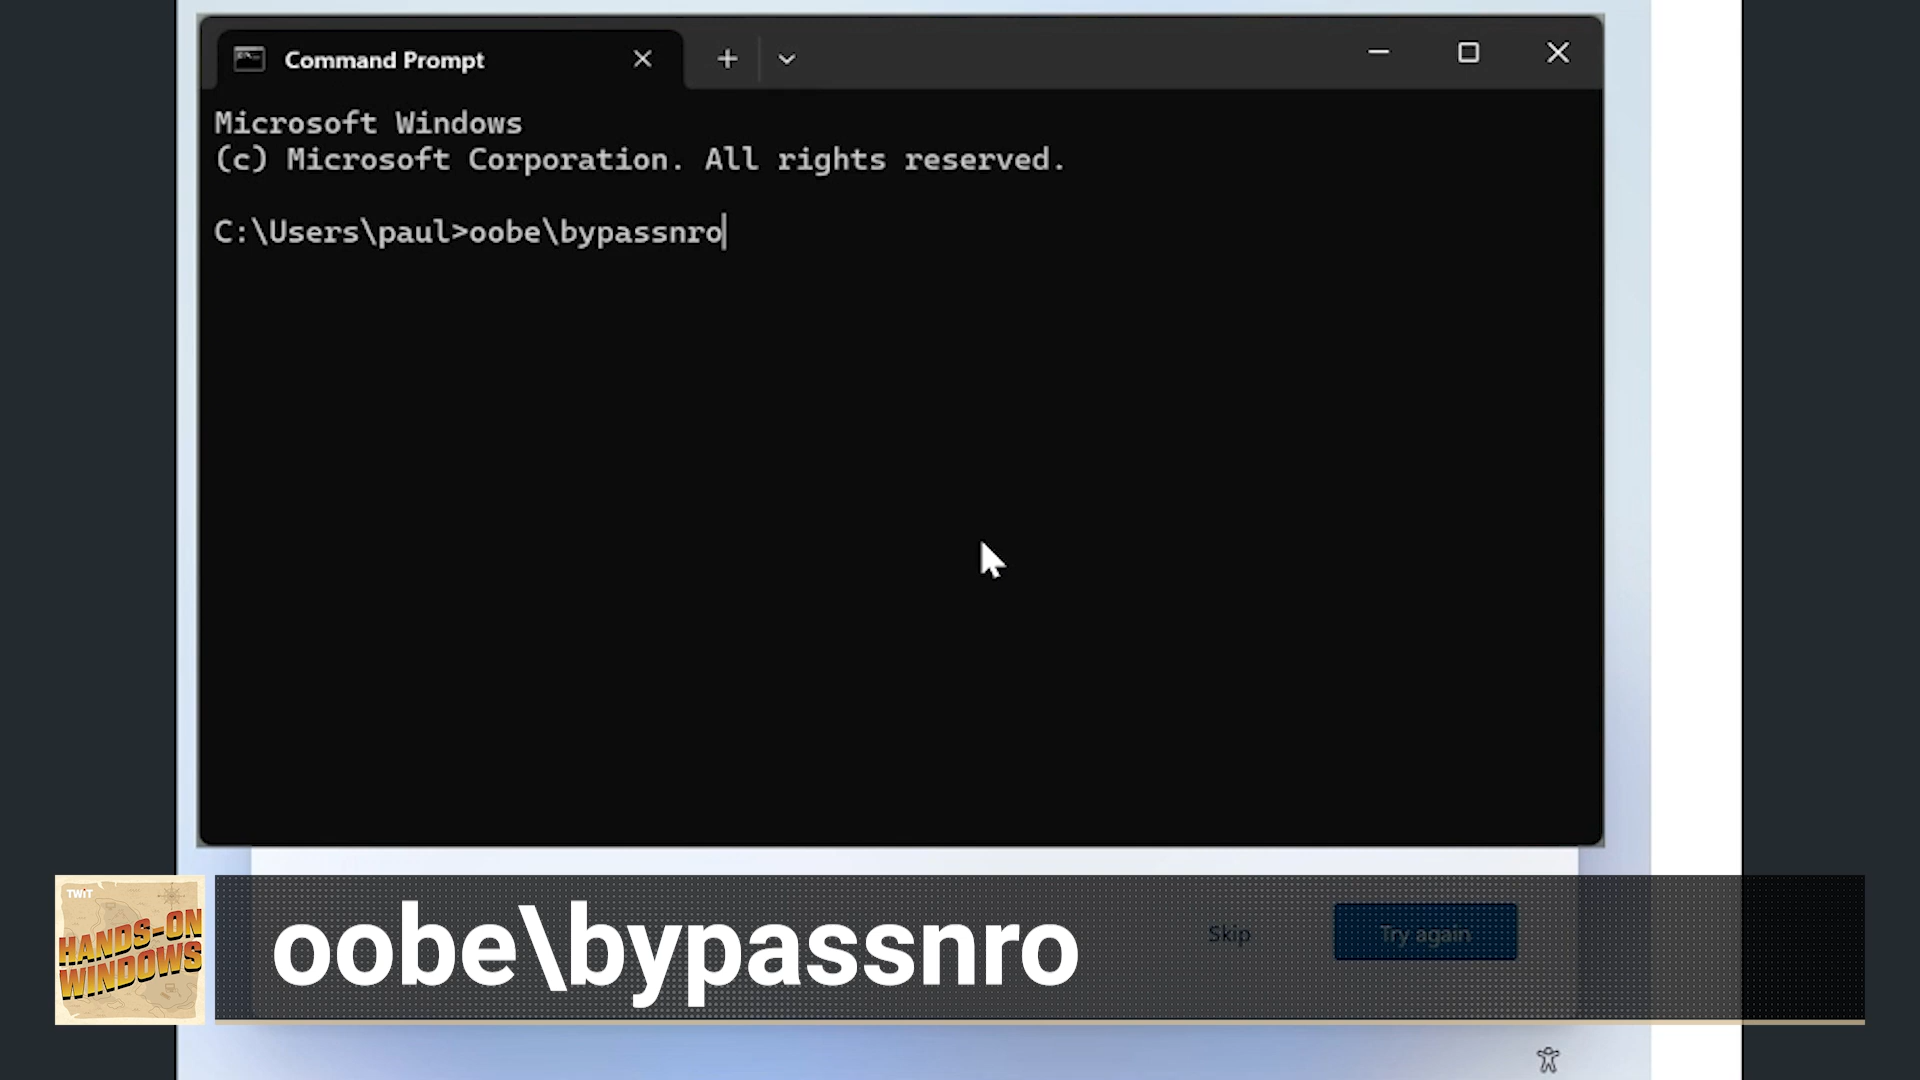 Command Prompt
Microsoft Windows
(c) Microsoft Corporation. All rights reserved.
C:\Users\paul>oobe\bypassnro
TWiT
HANDS-ON
WINDOWS
oobe\bypassnro
Skip
Try again